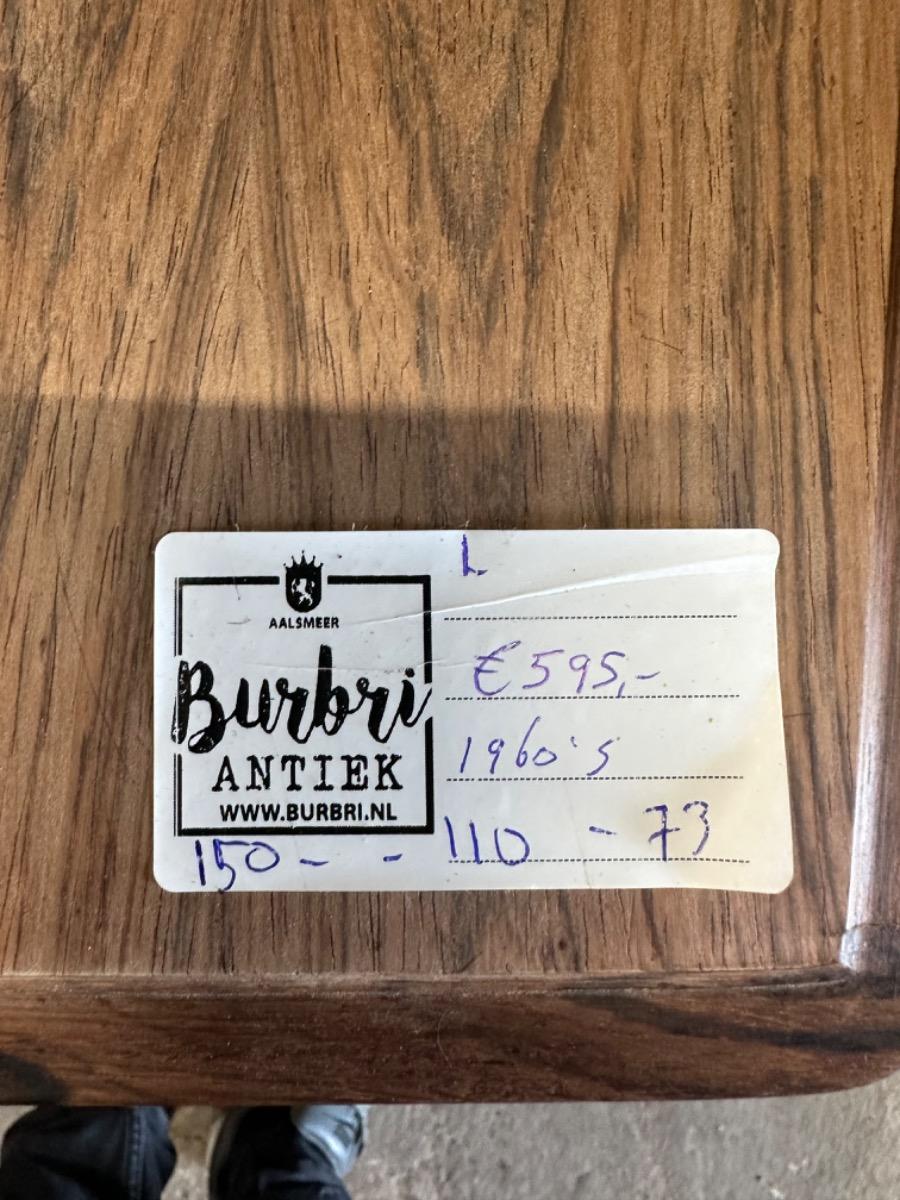 L
AALSMEER
Burbri
ANTIEK
WWW.BURBRI.NL
€ 595,-
1960's
150 - - 110 - 73